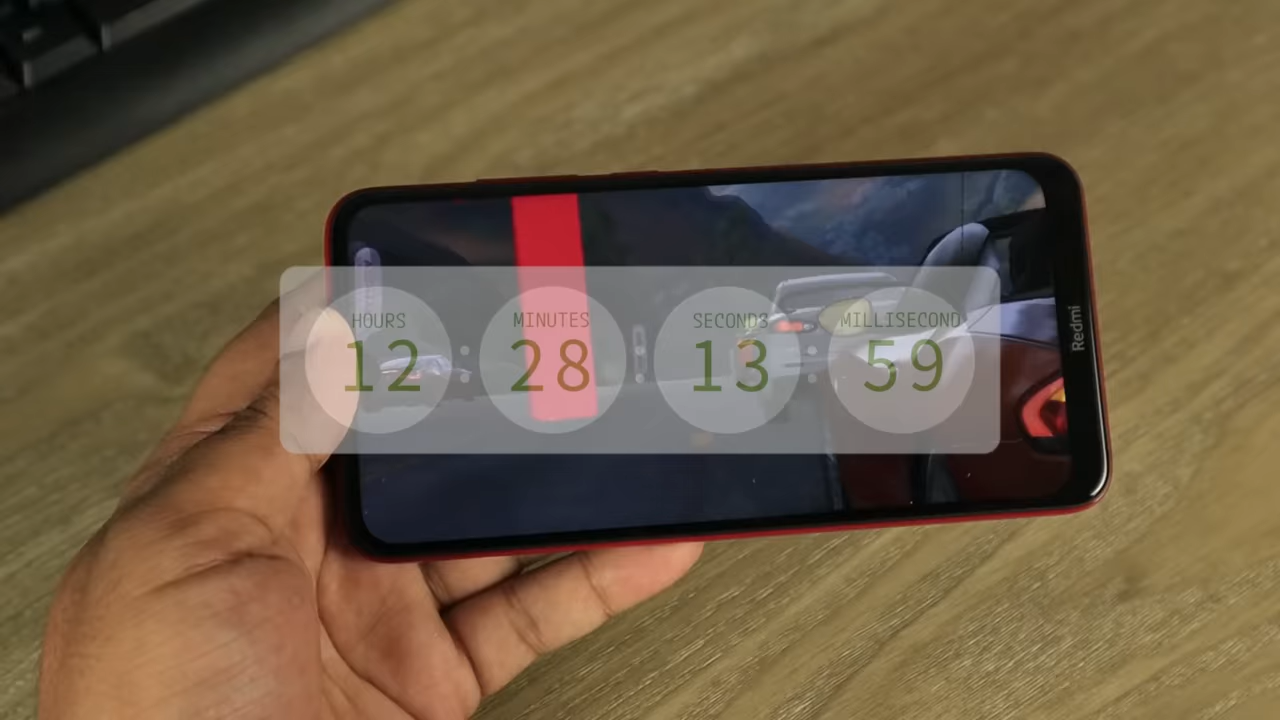 HOURS MINUTES SECONDS MILLISECOND
12 : 28 : 13 : 59
Redmi